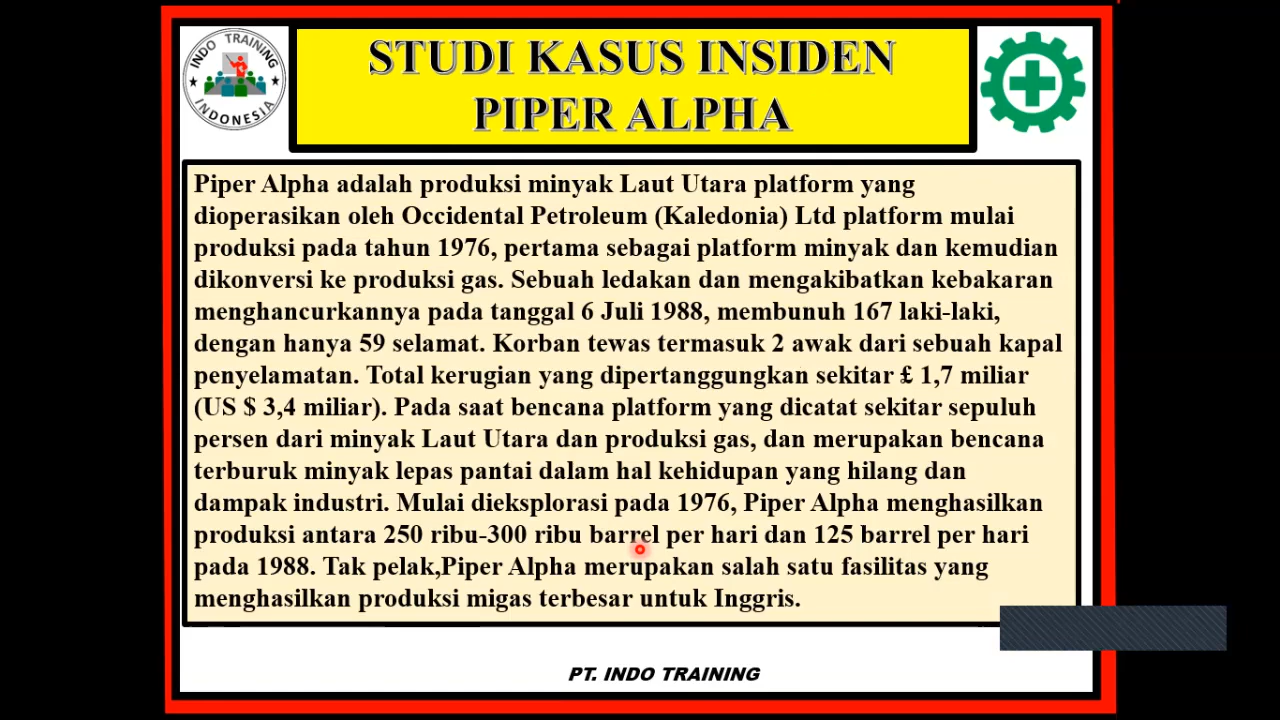 INDO TRAINING
INDONESIA
STUDI KASUS INSIDEN
PIPER ALPHA
Piper Alpha adalah produksi minyak Laut Utara platform yang
dioperasikan oleh Occidental Petroleum (Kaledonia) Ltd platform mulai
produksi pada tahun 1976, pertama sebagai platform minyak dan kemudian
dikonversi ke produksi gas. Sebuah ledakan dan mengakibatkan kebakaran
menghancurkannya pada tanggal 6 Juli 1988, membunuh 167 laki-laki,
dengan hanya 59 selamat. Korban tewas termasuk 2 awak dari sebuah kapal
penyelamatan. Total kerugian yang dipertanggungkan sekitar £ 1,7 miliar
(US $ 3,4 miliar). Pada saat bencana platform yang dicatat sekitar sepuluh
persen dari minyak Laut Utara dan produksi gas, dan merupakan bencana
terburuk minyak lepas pantai dalam hal kehidupan yang hilang dan
dampak industri. Mulai dieksplorasi pada 1976, Piper Alpha menghasilkan
produksi antara 250 ribu-300 ribu barrel per hari dan 125 barrel per hari
pada 1988. Tak pelak,Piper Alpha merupakan salah satu fasilitas yang
menghasilkan produksi migas terbesar untuk Inggris.
PT. INDO TRAINING